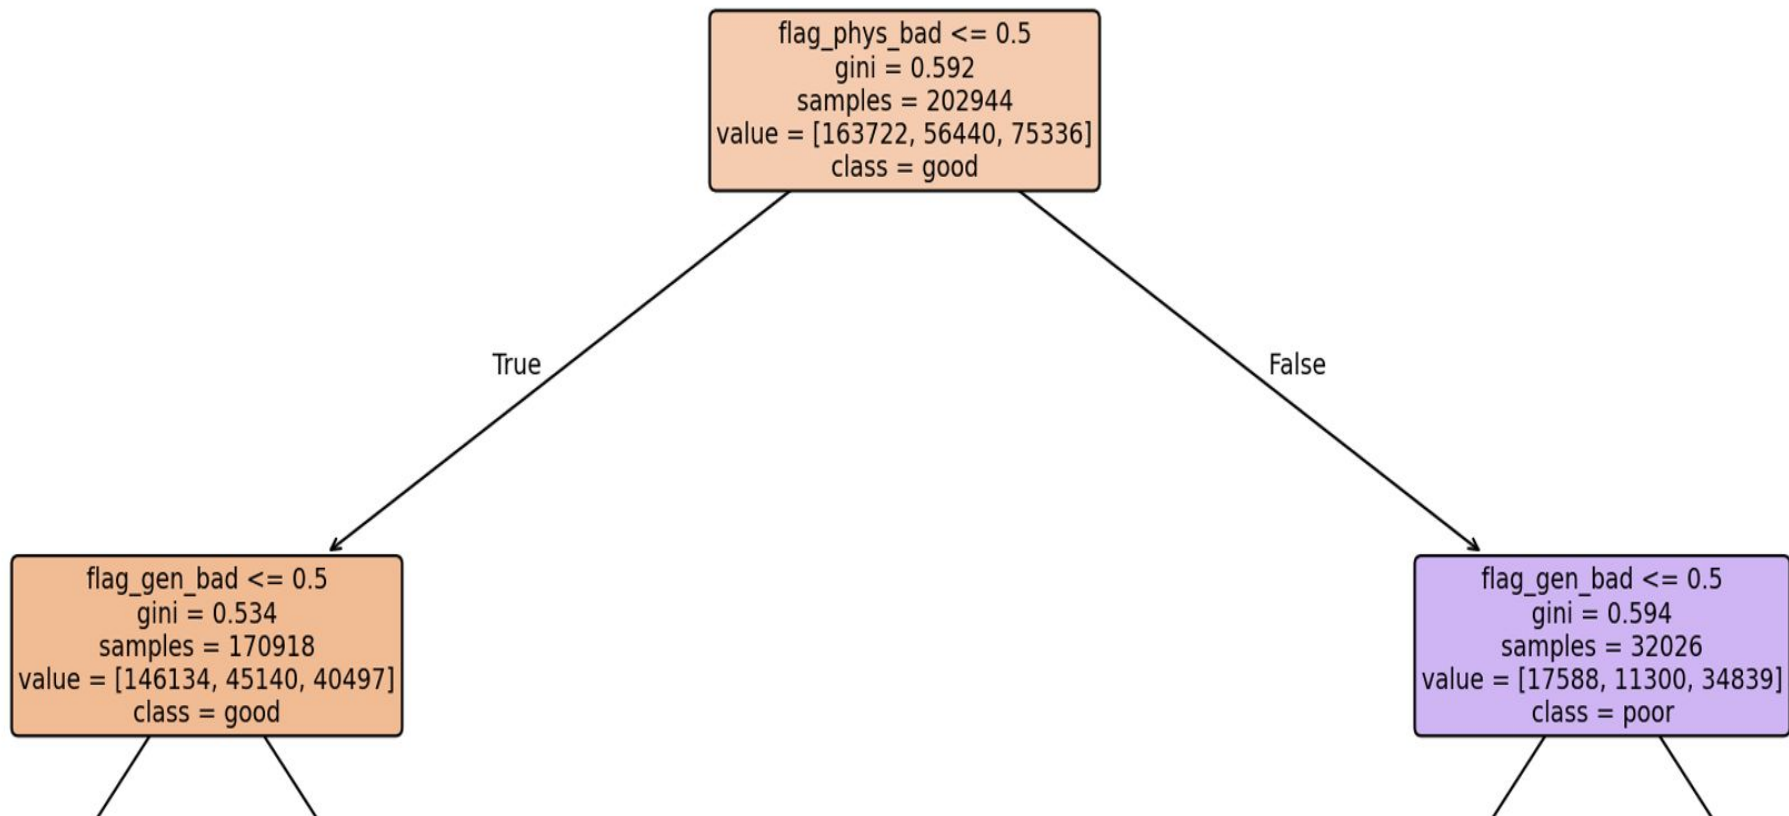 flag_phys_bad <= 0.5
gini = 0.592
samples = 202944
value = [163722, 56440, 75336]
class = good
True
False
flag_gen_bad <= 0.5
gini = 0.534
samples = 170918
value = [146134, 45140, 40497]
class = good
flag_gen_bad <= 0.5
gini = 0.594
samples = 32026
value = [17588, 11300, 34839]
class = poor